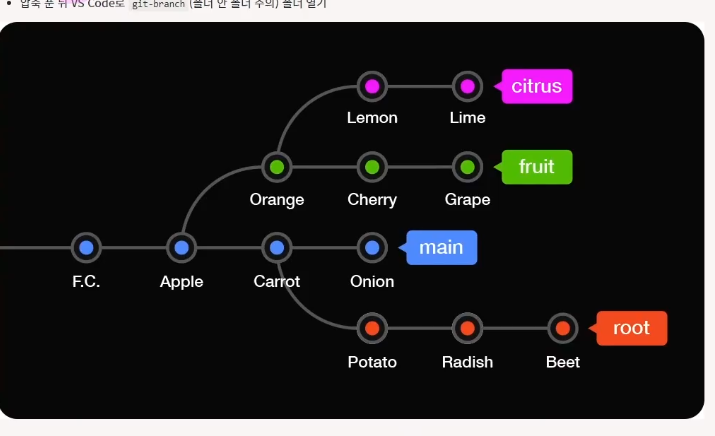 압축 푼 뒤 VS Code로 git-branch (폴더 안 폴더 주의) 폴더 열기
citrus
Lemon Lime
fruit
Orange Cherry Grape
main
F.C. Apple Carrot Onion
root
Potato Radish Beet